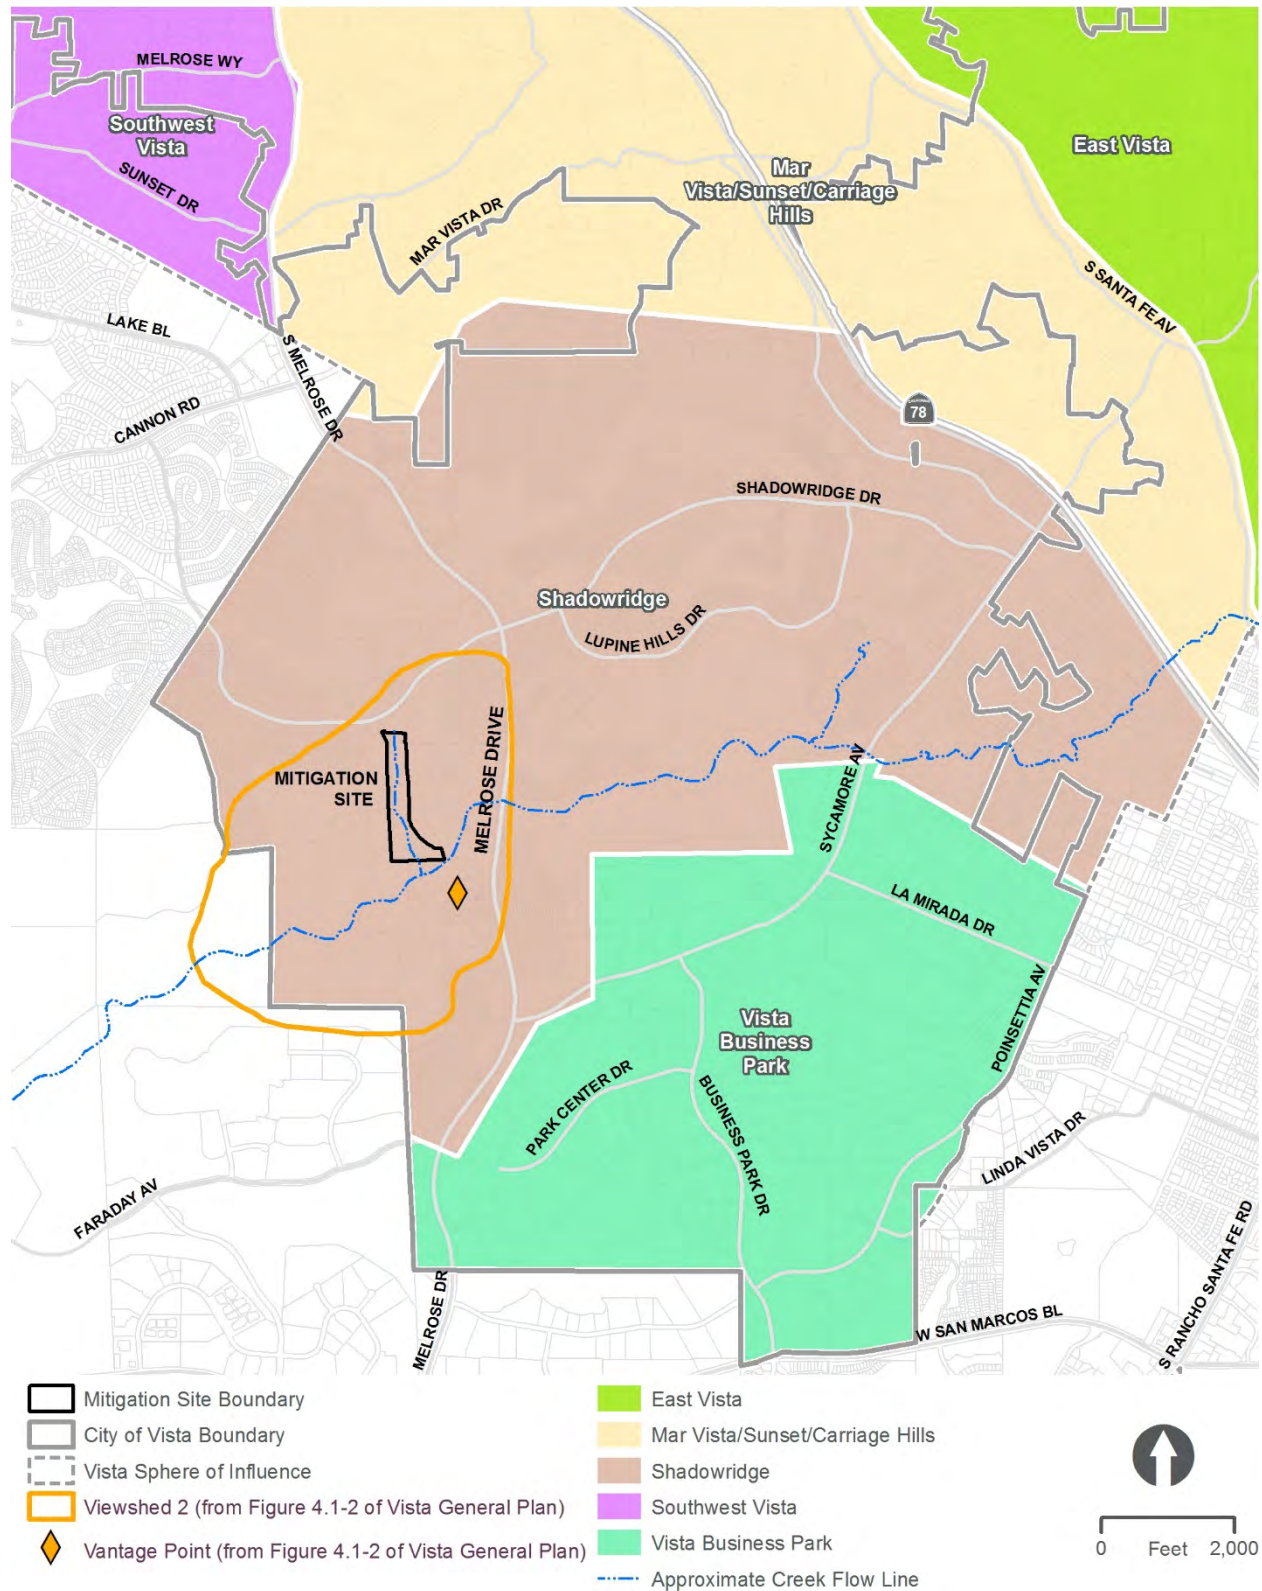 MELROSE WY
Southwest
Vista
SUNSET DR
East Vista
Mar
Vista/Sunset/Carriage
Hills
MAR VISTA DR
S SANTA FE AV
LAKE BL
S MELROSE DR
CANNON RD
78
SHADOWRIDGE DR
Shadowridge
LUPINE HILLS DR
MELROSE DRIVE
MITIGATION
SITE
SYCAMORE AV
LA MIRADA DR
POINSETTIA AV
Vista
Business
Park
PARK CENTER DR
BUSINESS PARK DR
LINDA VISTA DR
FARADAY AV
MELROSE DR
W SAN MARCOS BL
S RANCHO SANTA FE RD
Mitigation Site Boundary
City of Vista Boundary
Vista Sphere of Influence
Viewshed 2 (from Figure 4.1-2 of Vista General Plan)
Vantage Point (from Figure 4.1-2 of Vista General Plan)
East Vista
Mar Vista/Sunset/Carriage Hills
Shadowridge
Southwest Vista
Vista Business Park
Approximate Creek Flow Line
0 Feet 2,000